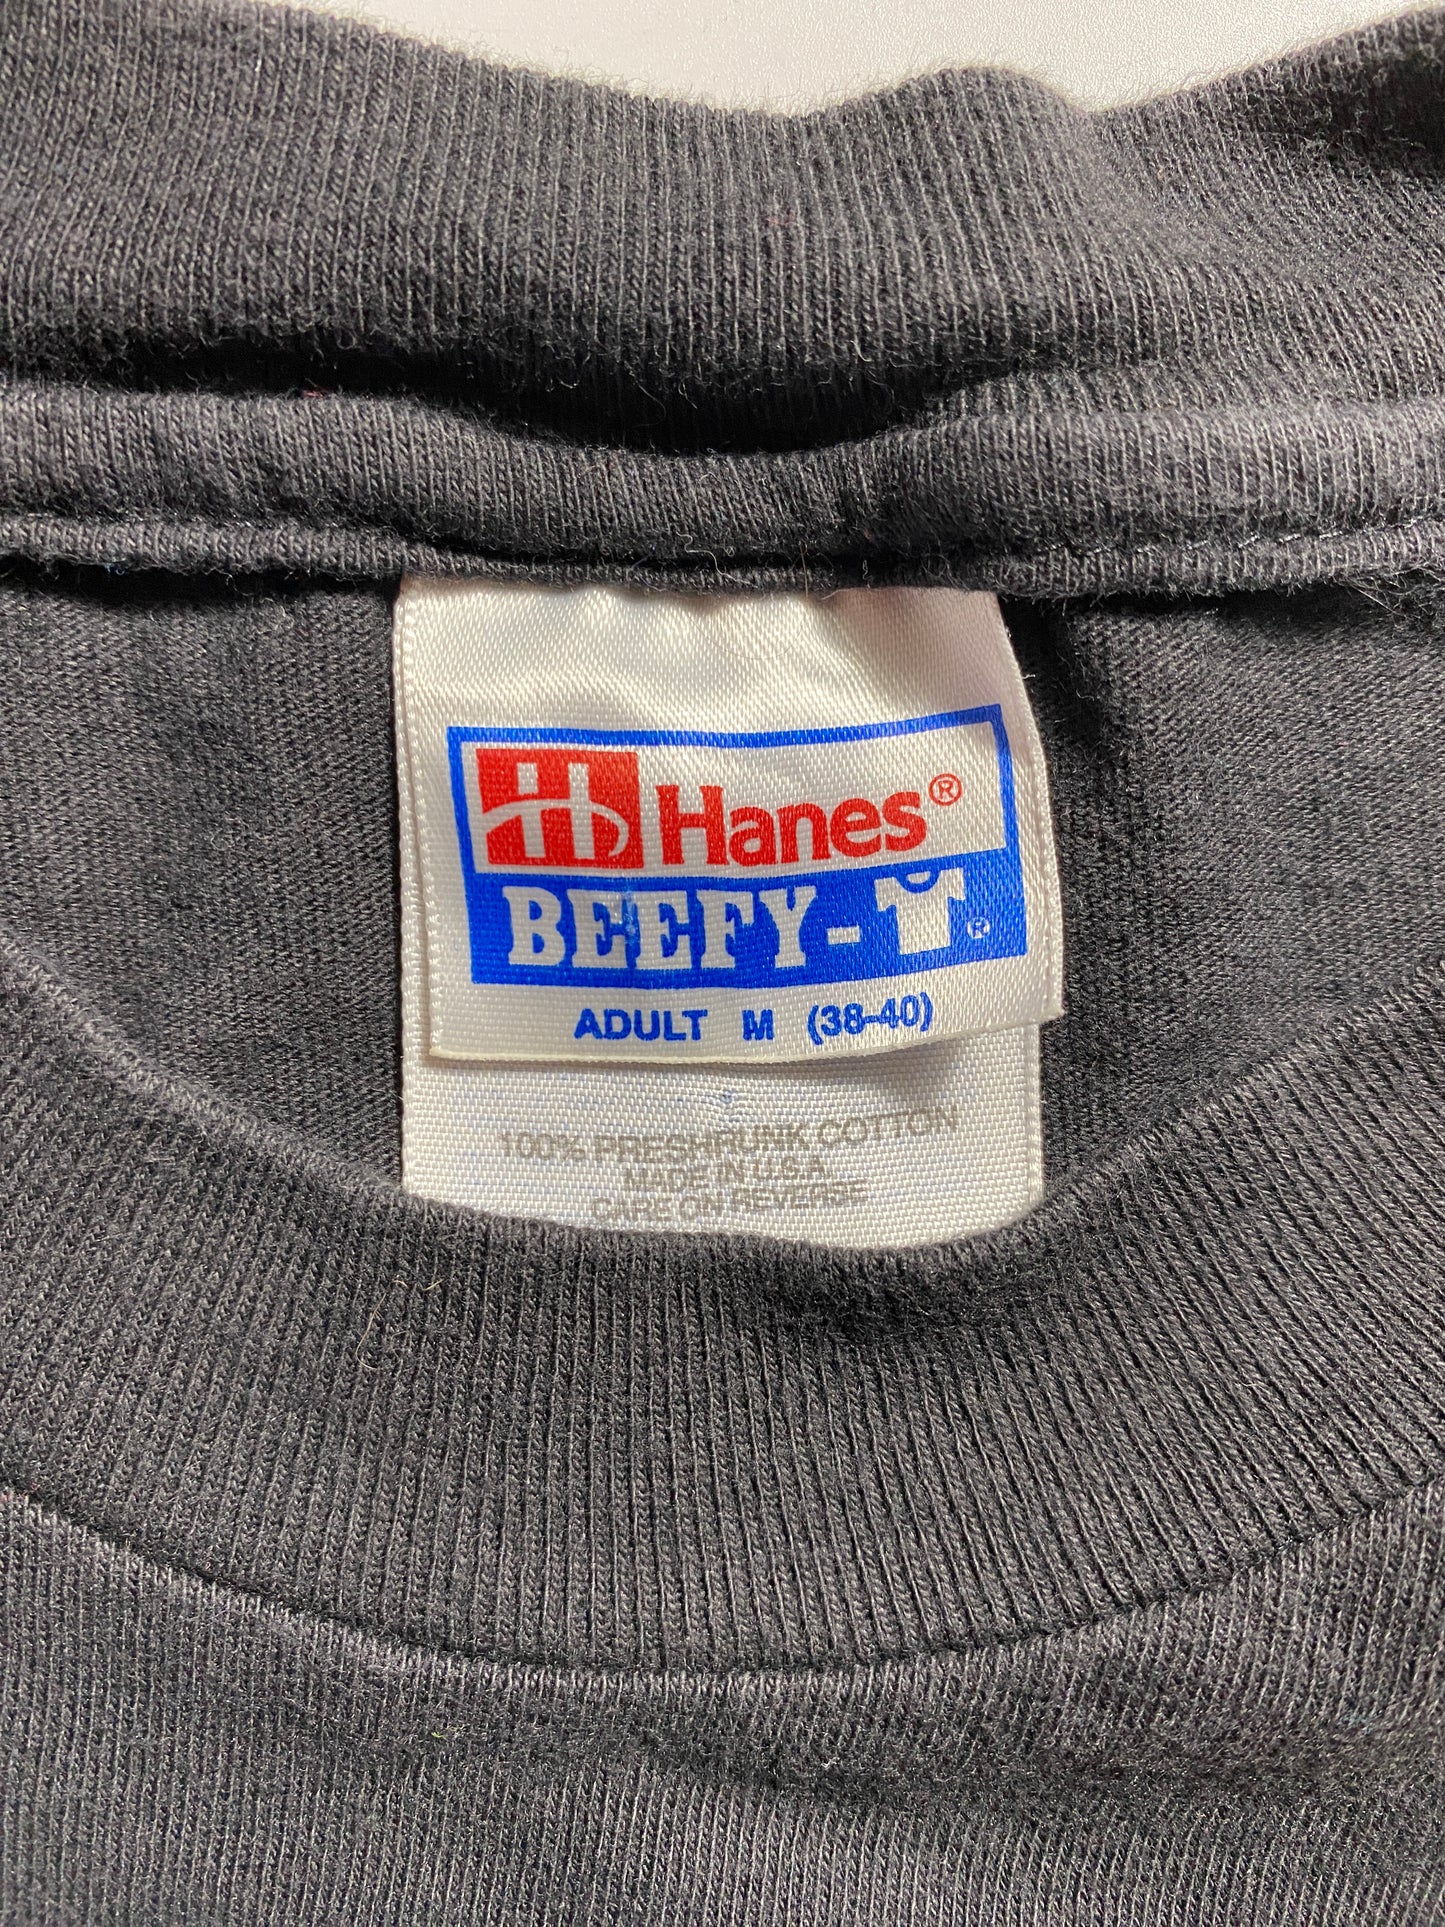 H Hanes®
BEEFY-T®
ADULT M (38-40)
100% PRESHRUNK COTTON
MADE IN U.S.A.
CARE ON REVERSE